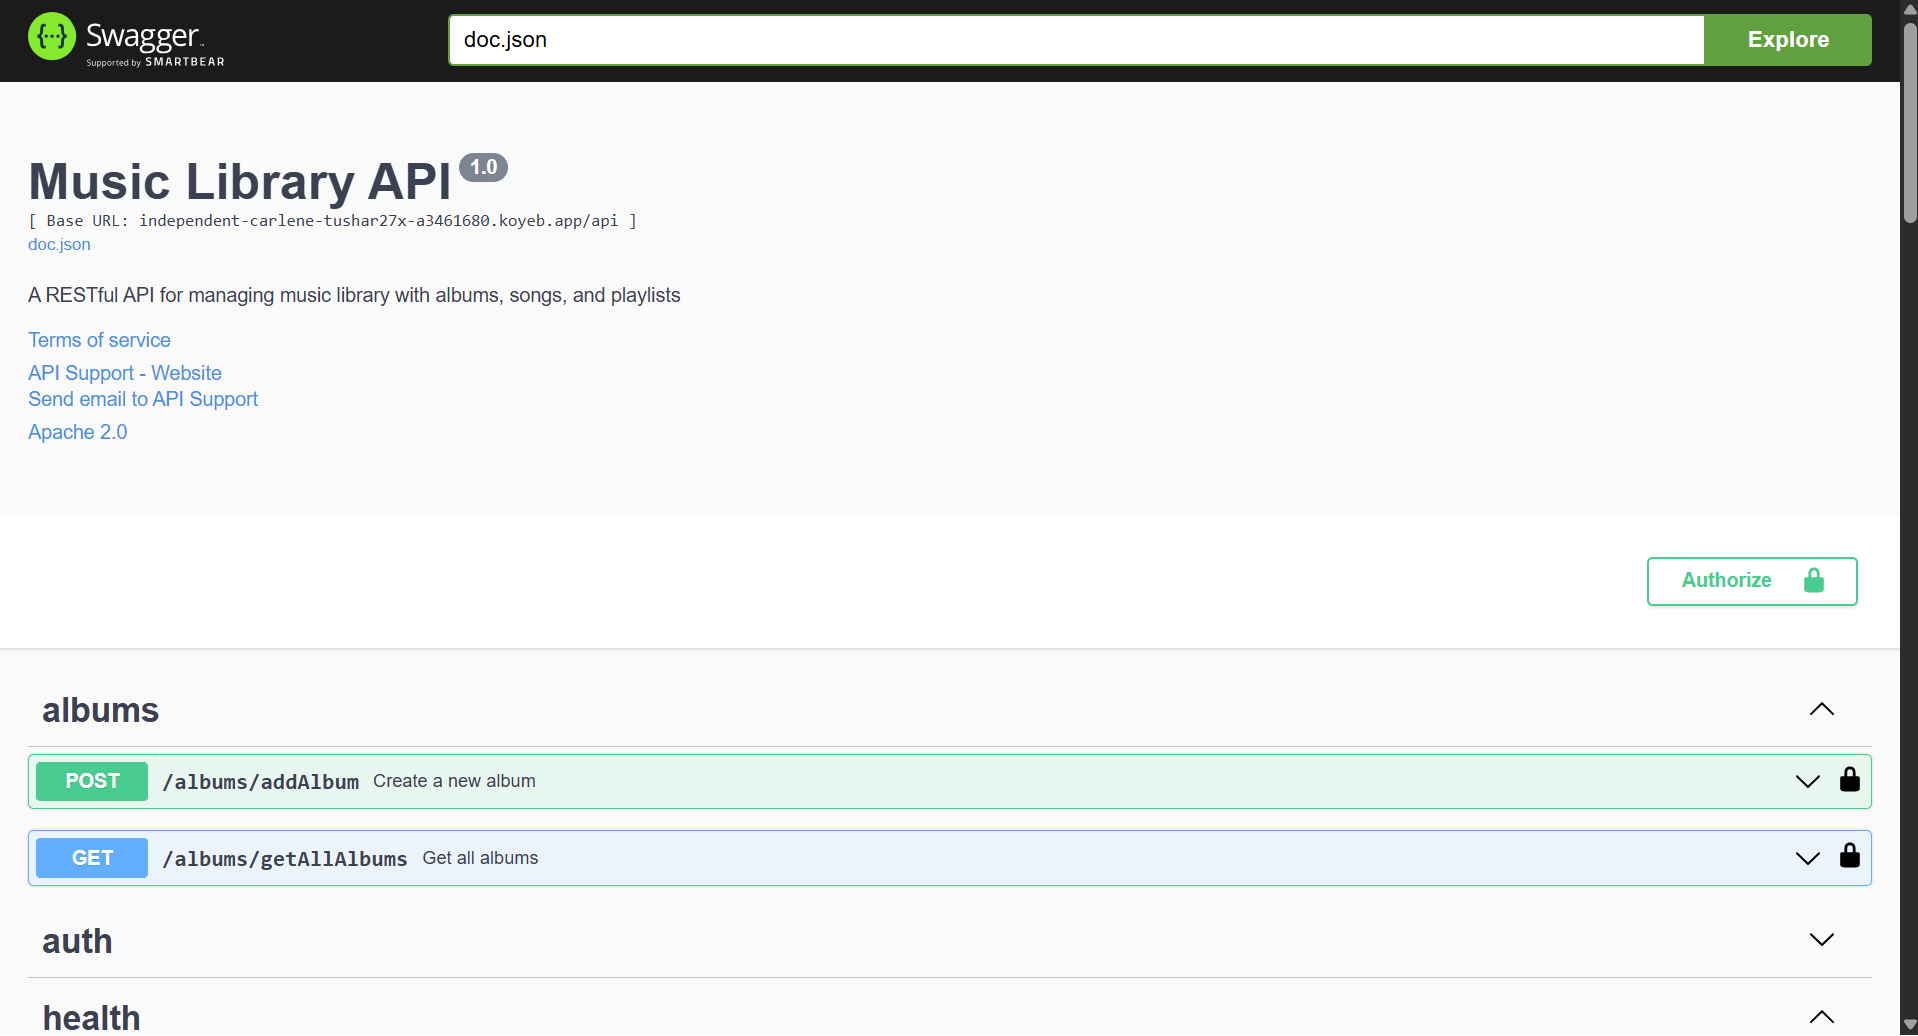 Swagger™
Supported by SMARTBEAR
doc.json
Explore
Music Library API 1.0
[ Base URL: independent-carlene-tushar27x-a3461680.koyeb.app/api ]
doc.json
A RESTful API for managing music library with albums, songs, and playlists
Terms of service
API Support - Website
Send email to API Support
Apache 2.0
Authorize
albums
POST /albums/addAlbum Create a new album
GET /albums/getAllAlbums Get all albums
auth
health